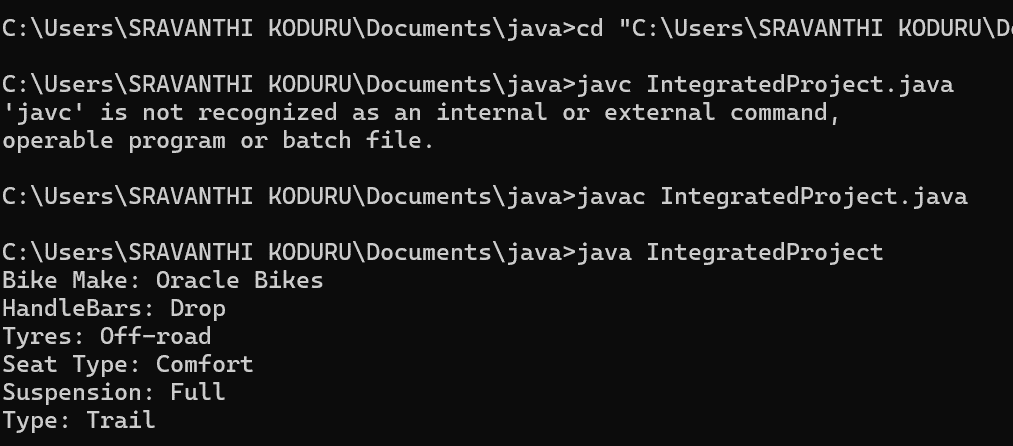 C:\Users\SRAVANTHI KODURU\Documents\java>cd "C:\Users\SRAVANTHI KODURU\
C:\Users\SRAVANTHI KODURU\Documents\java>javc IntegratedProject.java
'javc' is not recognized as an internal or external command,
operable program or batch file.
C:\Users\SRAVANTHI KODURU\Documents\java>javac IntegratedProject.java
C:\Users\SRAVANTHI KODURU\Documents\java>java IntegratedProject
Bike Make: Oracle Bikes
HandleBars: Drop
Tyres: Off-road
Seat Type: Comfort
Suspension: Full
Type: Trail